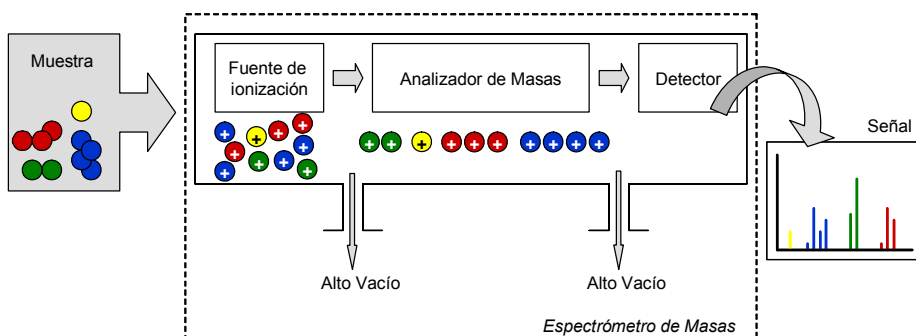 Muestra
Fuente de
ionización
Analizador de Masas
Detector
+ + + + + + + + + +
+ + + + + + + + + +
Señal
Alto Vacío
Alto Vacío
Espectrómetro de Masas